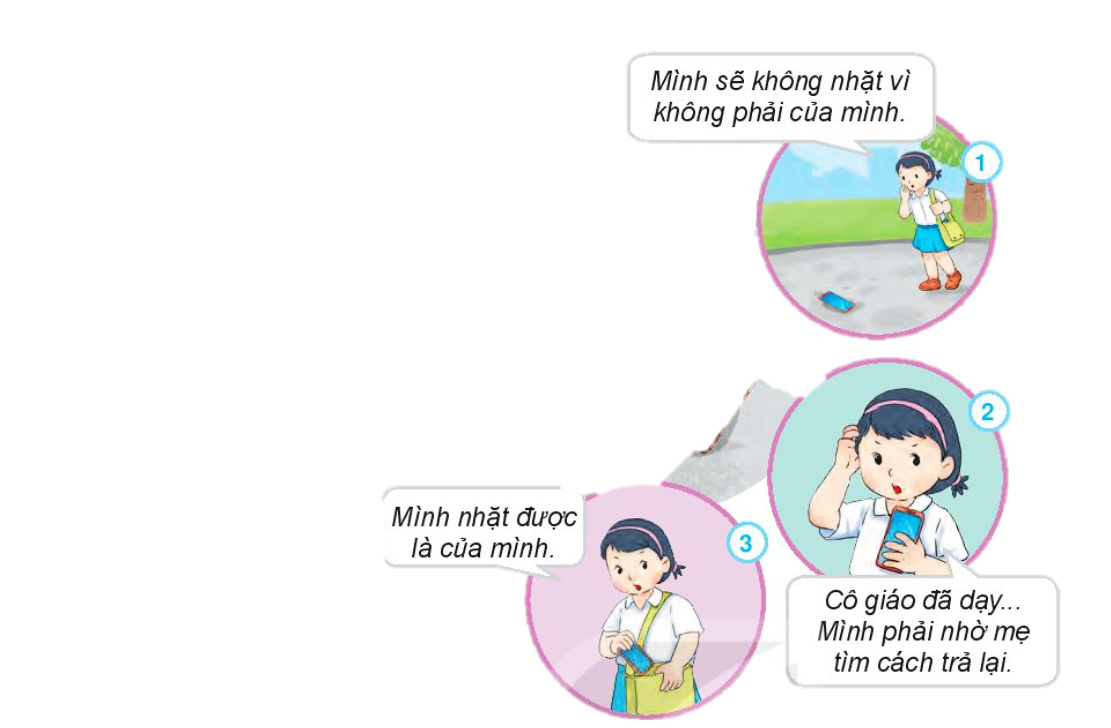 Mình sẽ không nhặt vì
không phải của mình.
1
2
Cô giáo đã dạy...
Mình phải nhờ mẹ
tìm cách trả lại.
Mình nhặt được
là của mình.
3